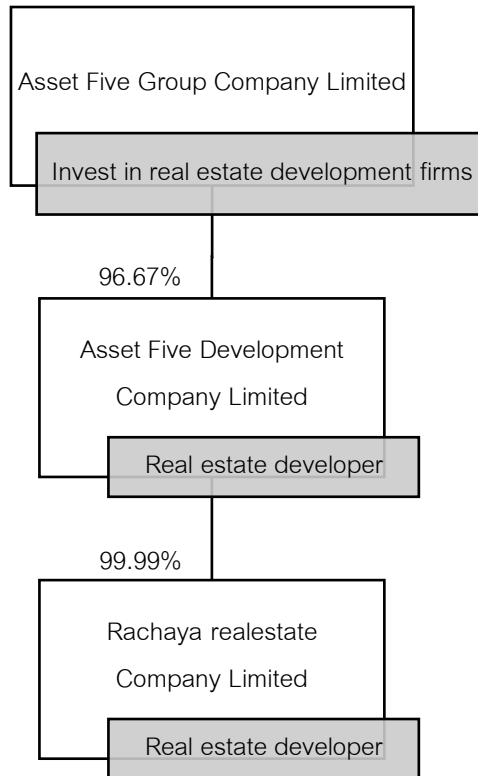 Asset Five Group Company Limited
Invest in real estate development firms
96.67%
Asset Five Development
Company Limited
Real estate developer
99.99%
Rachaya realestate
Company Limited
Real estate developer